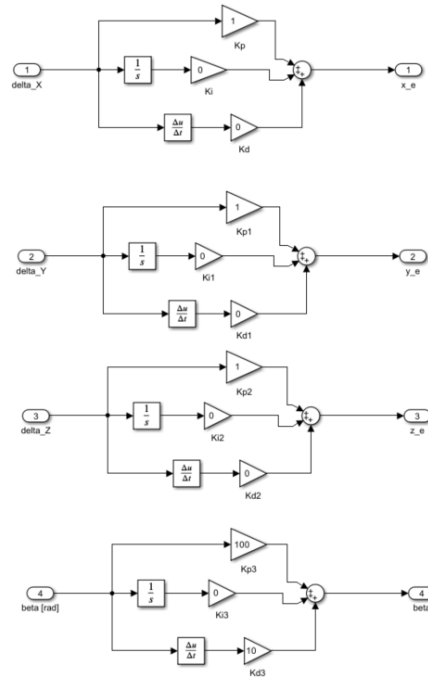 1
Kp
1
delta_X
1
s
0
Ki
+
+
+
1
x_e
Δu
Δt
0
Kd
1
Kp1
2
delta_Y
1
s
0
Ki1
+
+
+
2
y_e
Δu
Δt
0
Kd1
1
Kp2
3
delta_Z
1
s
0
Ki2
+
+
+
3
z_e
Δu
Δt
0
Kd2
100
Kp3
4
beta [rad]
1
s
0
Ki3
+
+
+
4
beta
Δu
Δt
10
Kd3